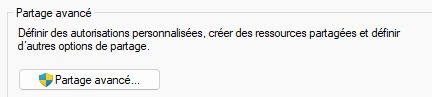 Partage avancé
Définir des autorisations personnalisées, créer des ressources partagées et définir
d'autres options de partage.
Partage avancé...